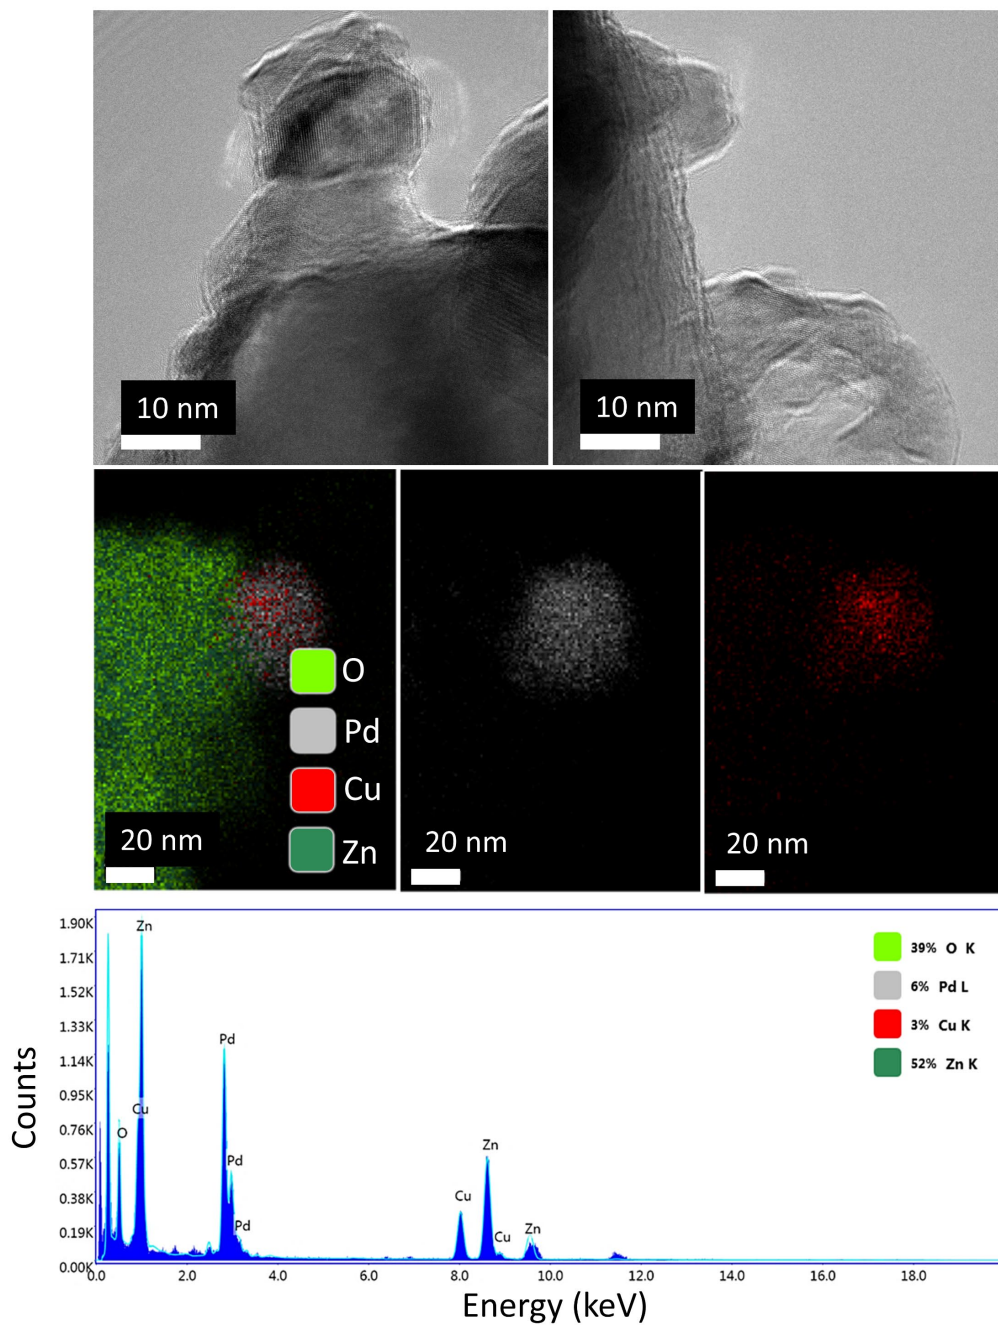 10 nm
10 nm
O
Pd
Cu
Zn
20 nm
20 nm
20 nm
1.90K
1.71K
1.52K
1.33K
1.14K
0.95K
0.76K
0.57K
0.38K
0.19K
0.00K
Counts
Zn
Cu
O
Pd
Pd
Pd
Cu
Zn
Cu
Zn
39% O K
6% Pd L
3% Cu K
52% Zn K
0.0 2.0 4.0 6.0 8.0 10.0 12.0 14.0 16.0 18.0
Energy (keV)